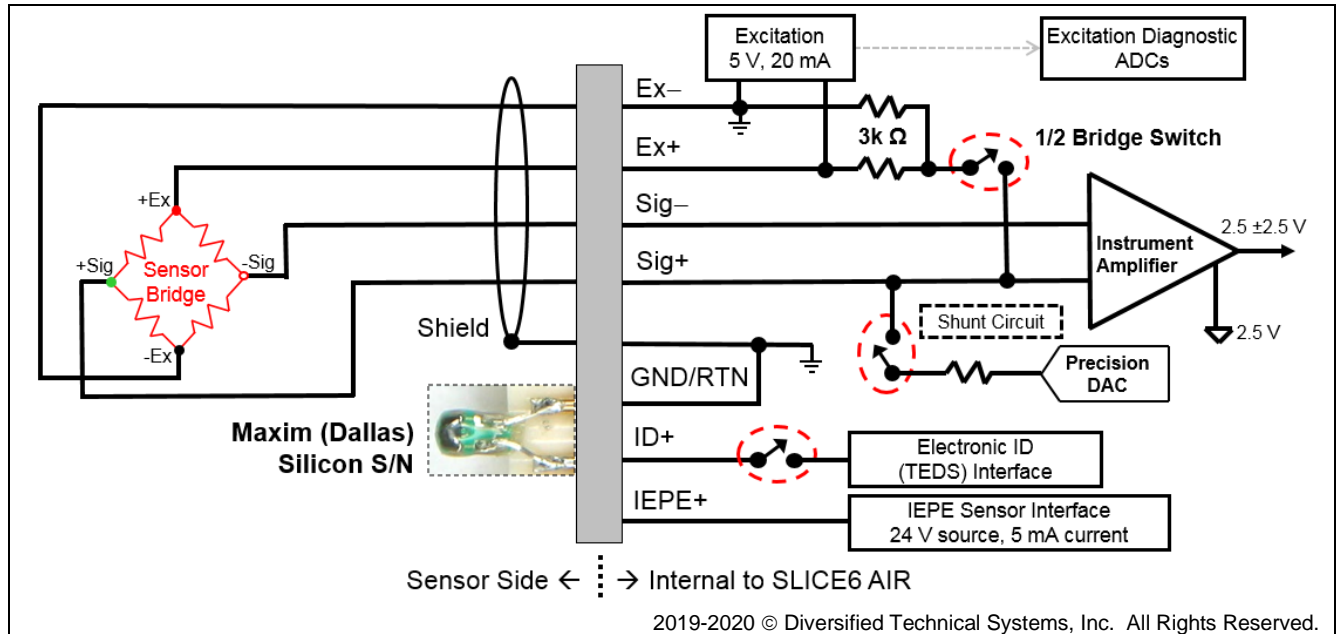 Excitation
5 V, 20 mA
Excitation Diagnostic
ADCs
Ex–
3k Ω
1/2 Bridge Switch
Ex+
+Ex
Sig–
Instrument
Amplifier
2.5 ±2.5 V
+Sig
-Sig
Sensor
Bridge
Sig+
Shunt Circuit
2.5 V
-Ex
Shield
GND/RTN
Precision
DAC
Maxim (Dallas)
Silicon S/N
ID+
Electronic ID
(TEDS) Interface
IEPE+
IEPE Sensor Interface
24 V source, 5 mA current
Sensor Side ← → Internal to SLICE6 AIR
2019-2020 © Diversified Technical Systems, Inc. All Rights Reserved.